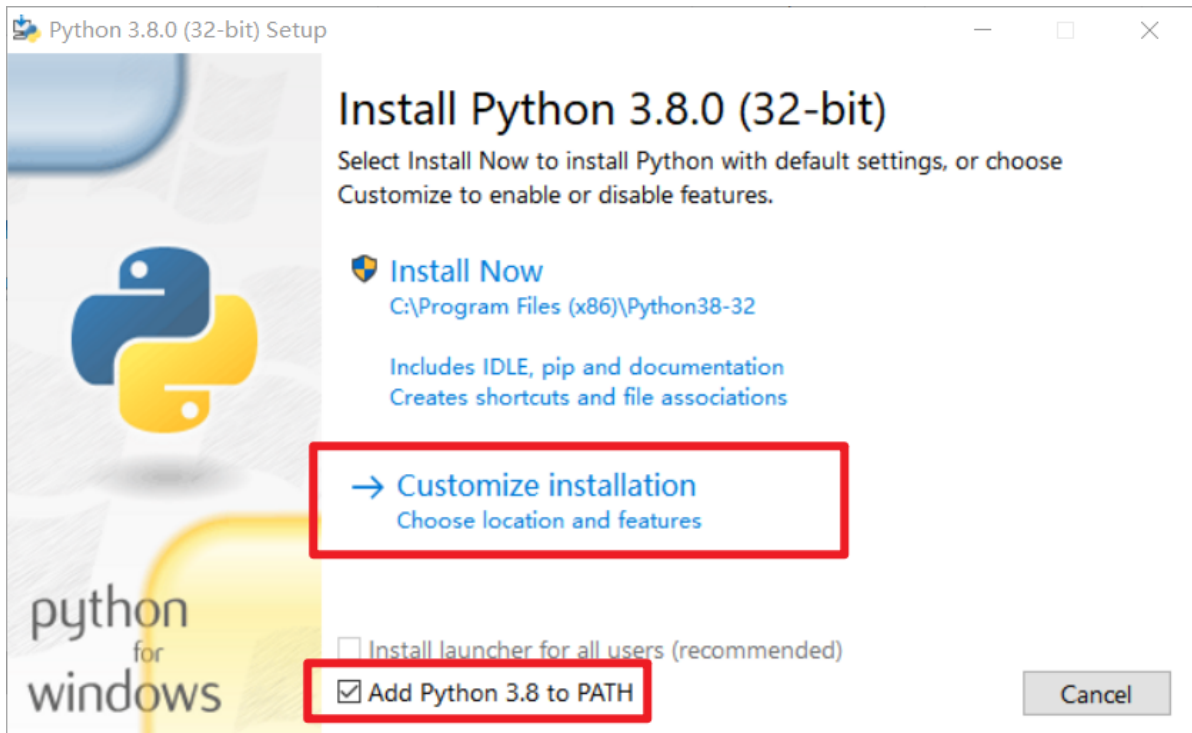 Python 3.8.0 (32-bit) Setup
Install Python 3.8.0 (32-bit)
Select Install Now to install Python with default settings, or choose
Customize to enable or disable features.
Install Now
C:\Program Files (x86)\Python38-32
Includes IDLE, pip and documentation
Creates shortcuts and file associations
Customize installation
Choose location and features
python
for
windows
Install launcher for all users (recommended)
Add Python 3.8 to PATH
Cancel